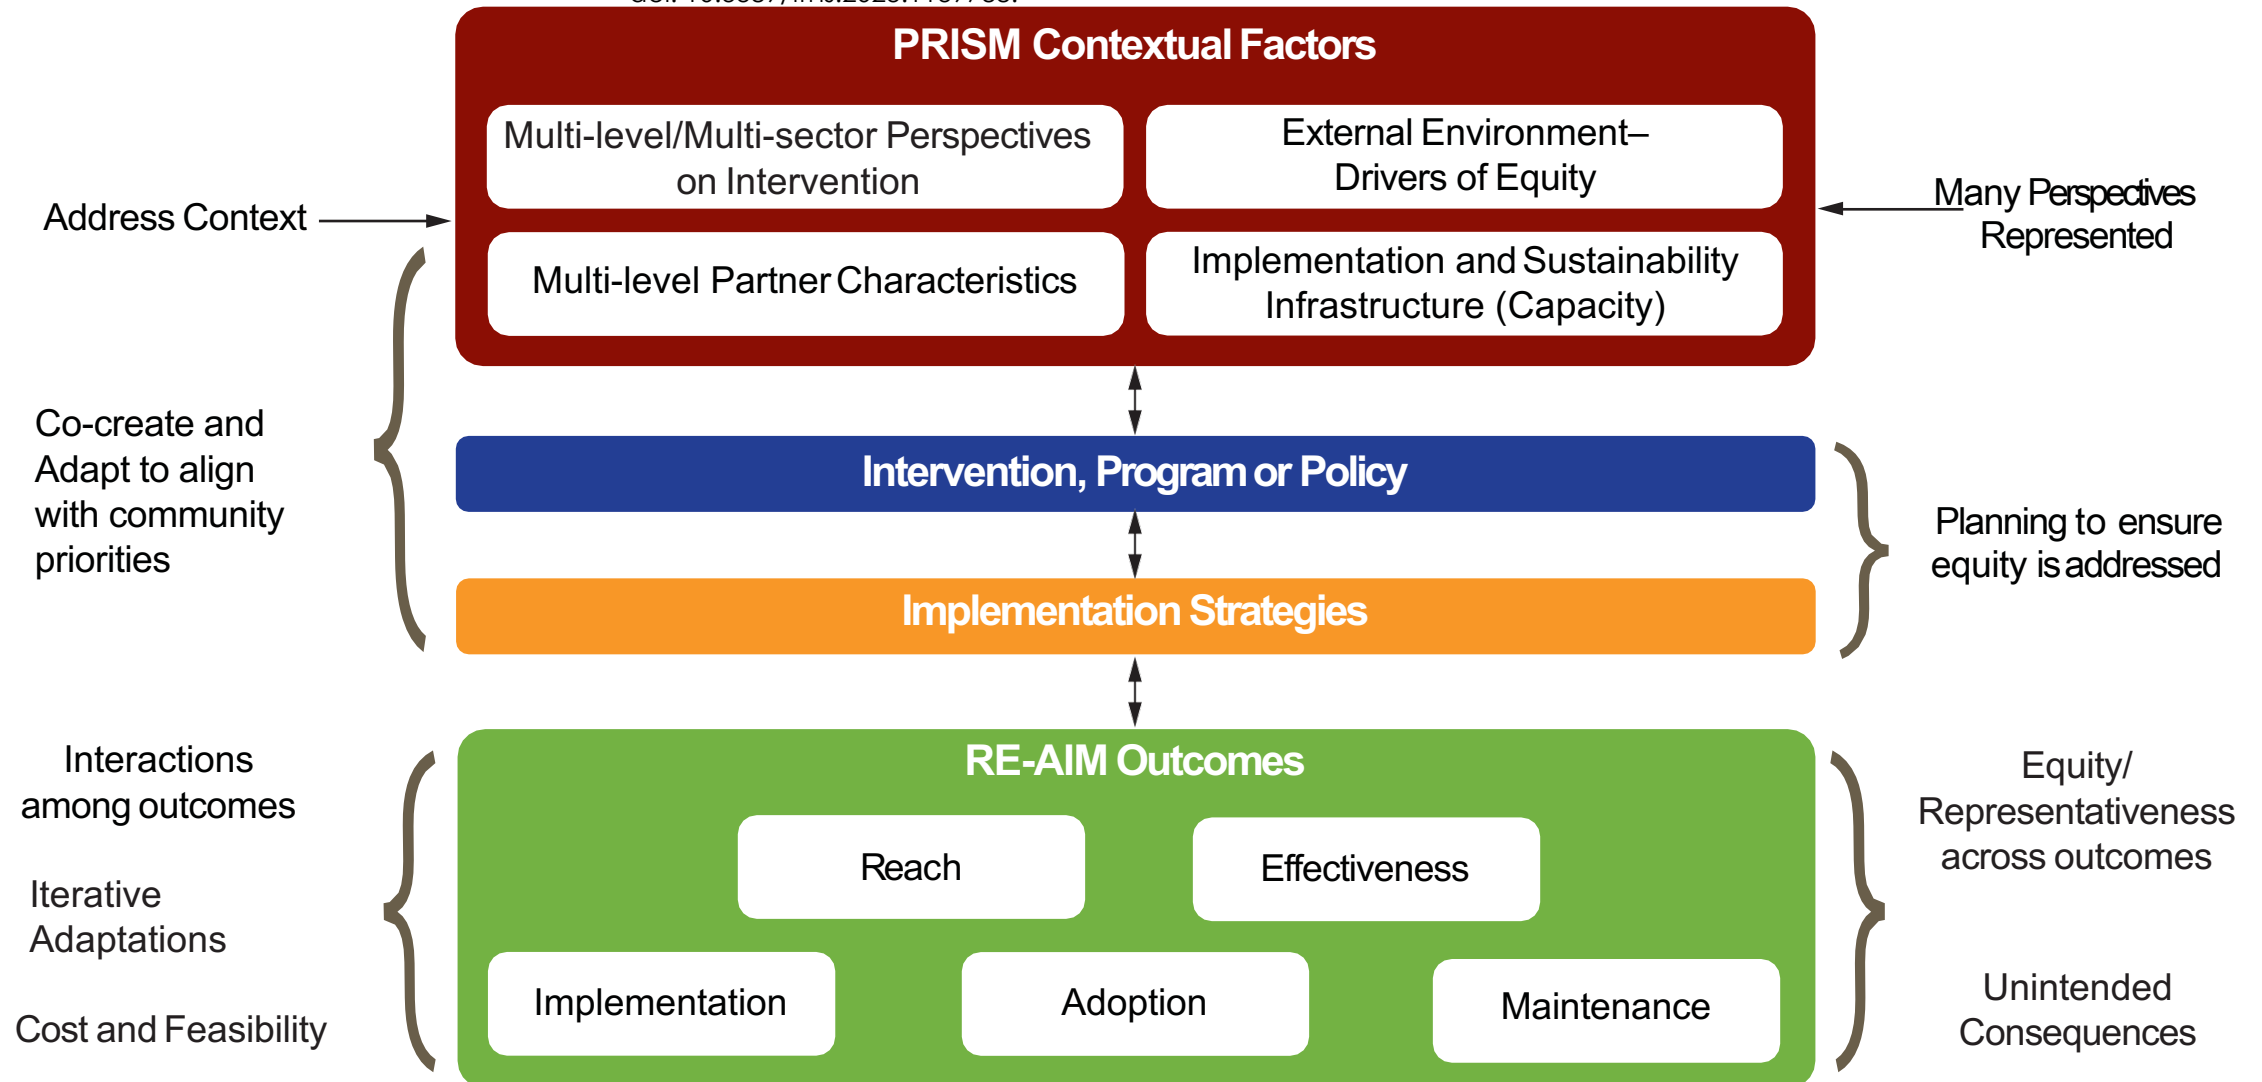 PRISM Contextual Factors
Multi-level/Multi-sector Perspectives
on Intervention
External Environment–
Drivers of Equity
Multi-level Partner Characteristics
Implementation and Sustainability
Infrastructure (Capacity)
Address Context
Many Perspectives
Represented
Co-create and
Adapt to align
with community
priorities
Intervention, Program or Policy
Implementation Strategies
Planning to ensure
equity is addressed
RE-AIM Outcomes
Reach
Effectiveness
Implementation
Adoption
Maintenance
Interactions
among outcomes
Iterative
Adaptations
Cost and Feasibility
Equity/
Representativeness
across outcomes
Unintended
Consequences